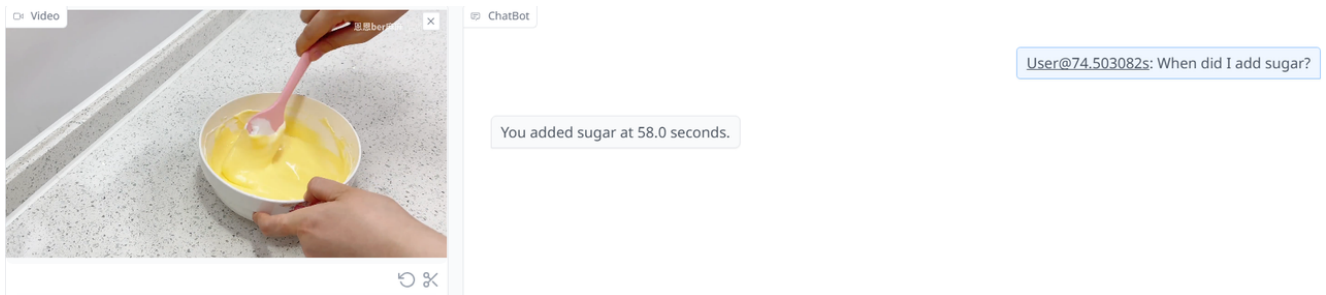 Video
ChatBot
User@74.503082s: When did I add sugar?
You added sugar at 58.0 seconds.